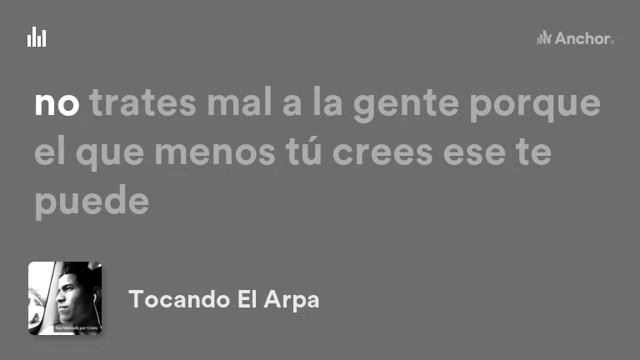 Anchor
no trates mal a la gente porque
el que menos tú crees ese te
puede
Tocando El Arpa